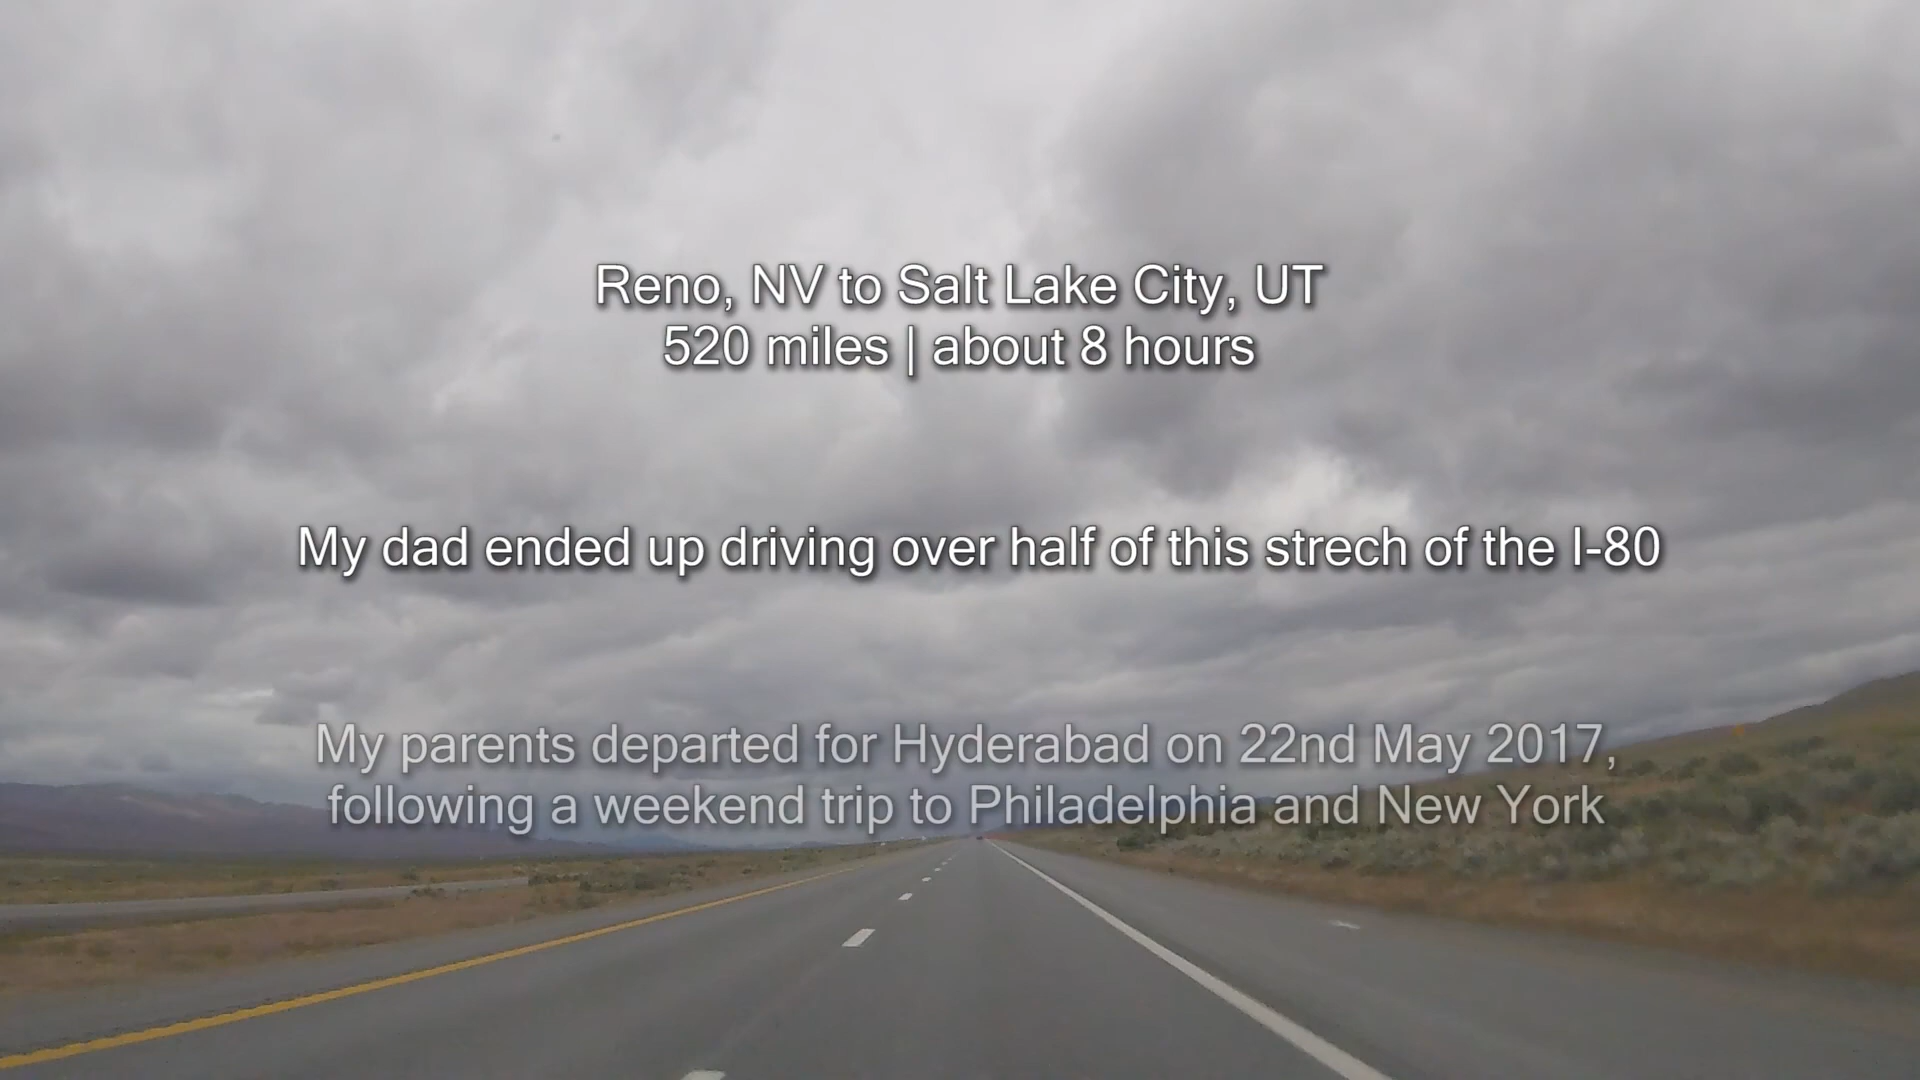 Reno, NV to Salt Lake City, UT
520 miles | about 8 hours
My dad ended up driving over half of this strech of the I-80
My parents departed for Hyderabad on 22nd May 2017,
following a weekend trip to Philadelphia and New York